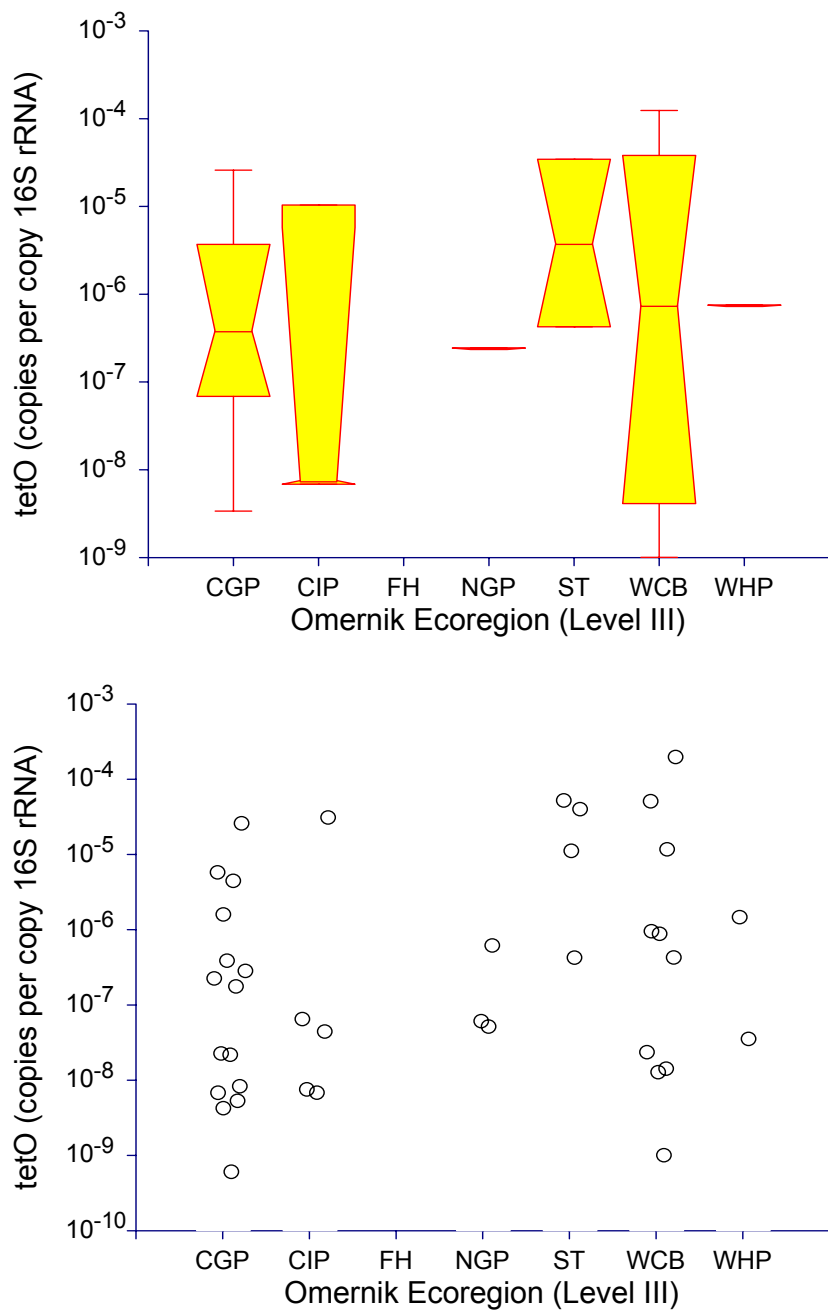 10-3
10-4
10-5
10-6
10-7
10-8
10-9
tetO (copies per copy 16S rRNA)
CGP CIP FH NGP ST WCB WHP
Omernik Ecoregion (Level III)
10-3
10-4
10-5
10-6
10-7
10-8
10-9
10-10
tetO (copies per copy 16S rRNA)
CGP CIP FH NGP ST WCB WHP
Omernik Ecoregion (Level III)